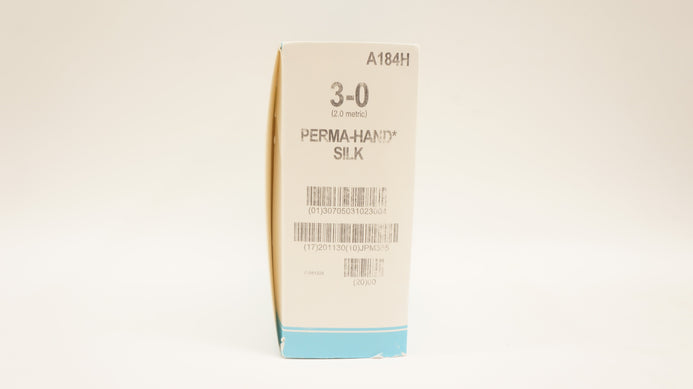 A184H
3-0
(2.0 metric)
PERMA-HAND*
SILK
(01)30705031023604
(17)201130(10)JPM385
(20)00